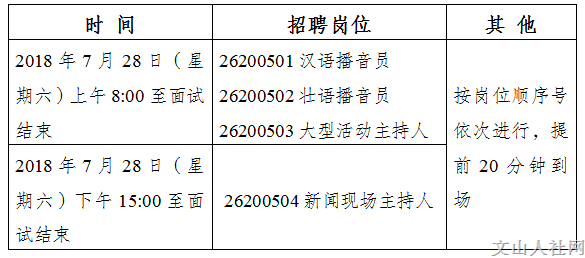 时 间
招聘岗位
其 他
2018 年 7 月 28 日（星
期六）上午 8:00 至面试
结束
26200501 汉语播音员
26200502 壮语播音员
26200503 大型活动主持人
按岗位顺序号
依次进行，提
前 20 分钟到
场
2018 年 7 月 28 日（星
期六）下午 15:00 至面
试结束
26200504 新闻现场主持人
文山人社网